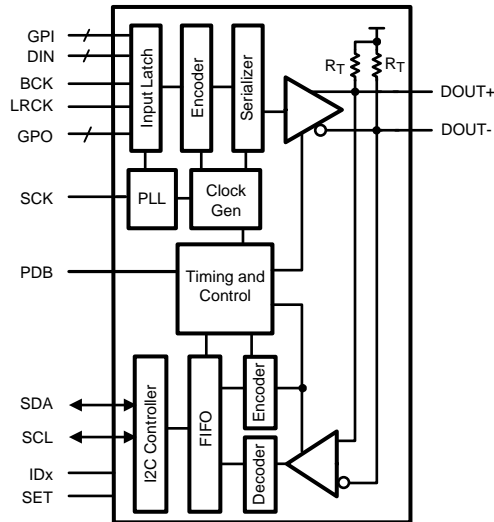 GPI
DIN
BCK
LRCK
GPO
SCK
PDB
SDA
SCL
IDx
SET
Input Latch
Encoder
Serializer
PLL
Clock
Gen
Timing and
Control
I2C Controller
FIFO
Encoder
Decoder
RT
RT
DOUT+
DOUT-